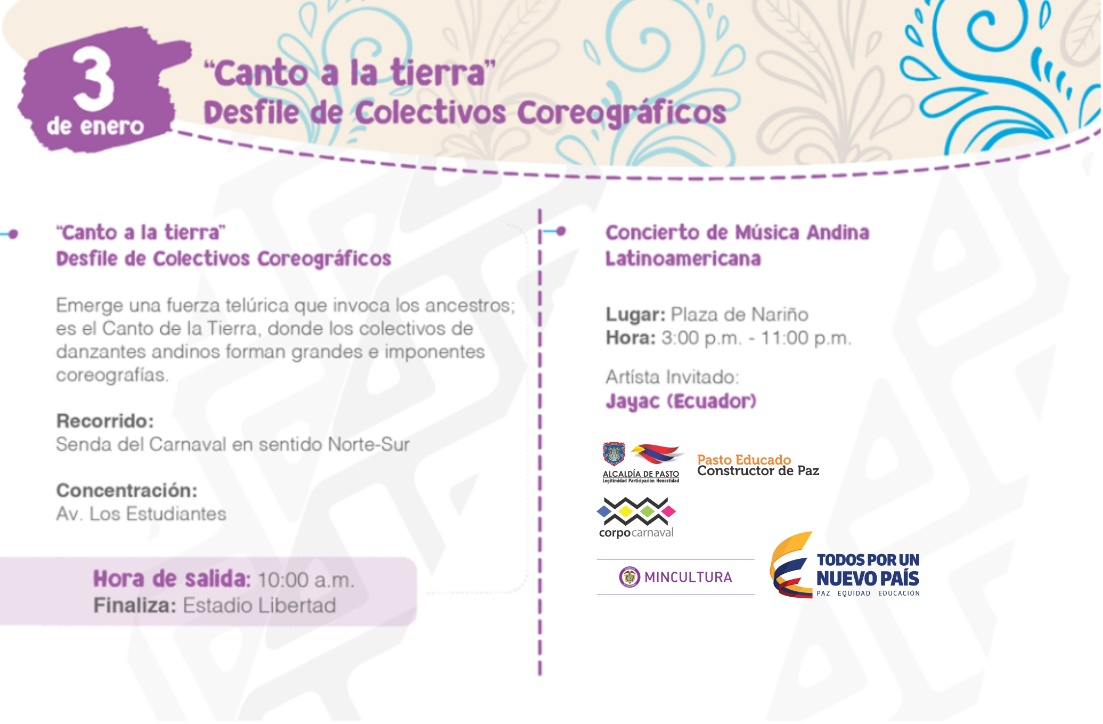 3
de enero
“Canto a la tierra”
Desfile de Colectivos Coreográficos
“Canto a la tierra”
Desfile de Colectivos Coreográficos
Emerge una fuerza telúrica que invoca los ancestros;
es el Canto de la Tierra, donde los colectivos de
danzantes andinos forman grandes e imponentes
coreografías.
Recorrido:
Senda del Carnaval en sentido Norte-Sur
Concentración:
Av. Los Estudiantes
Hora de salida: 10:00 a.m.
Finaliza: Estadio Libertad
Concierto de Música Andina
Latinoamericana
Lugar: Plaza de Nariño
Hora: 3:00 p.m. - 11:00 p.m.
Artísta Invitado:
Jayac (Ecuador)
ALCALDÍA DE PASTO
Legitimidad Participación Honestidad
Pasto Educado
Constructor de Paz
corpocarnaval
MINCULTURA
TODOS POR UN
NUEVO PAÍS
PAZ EQUIDAD EDUCACIÓN